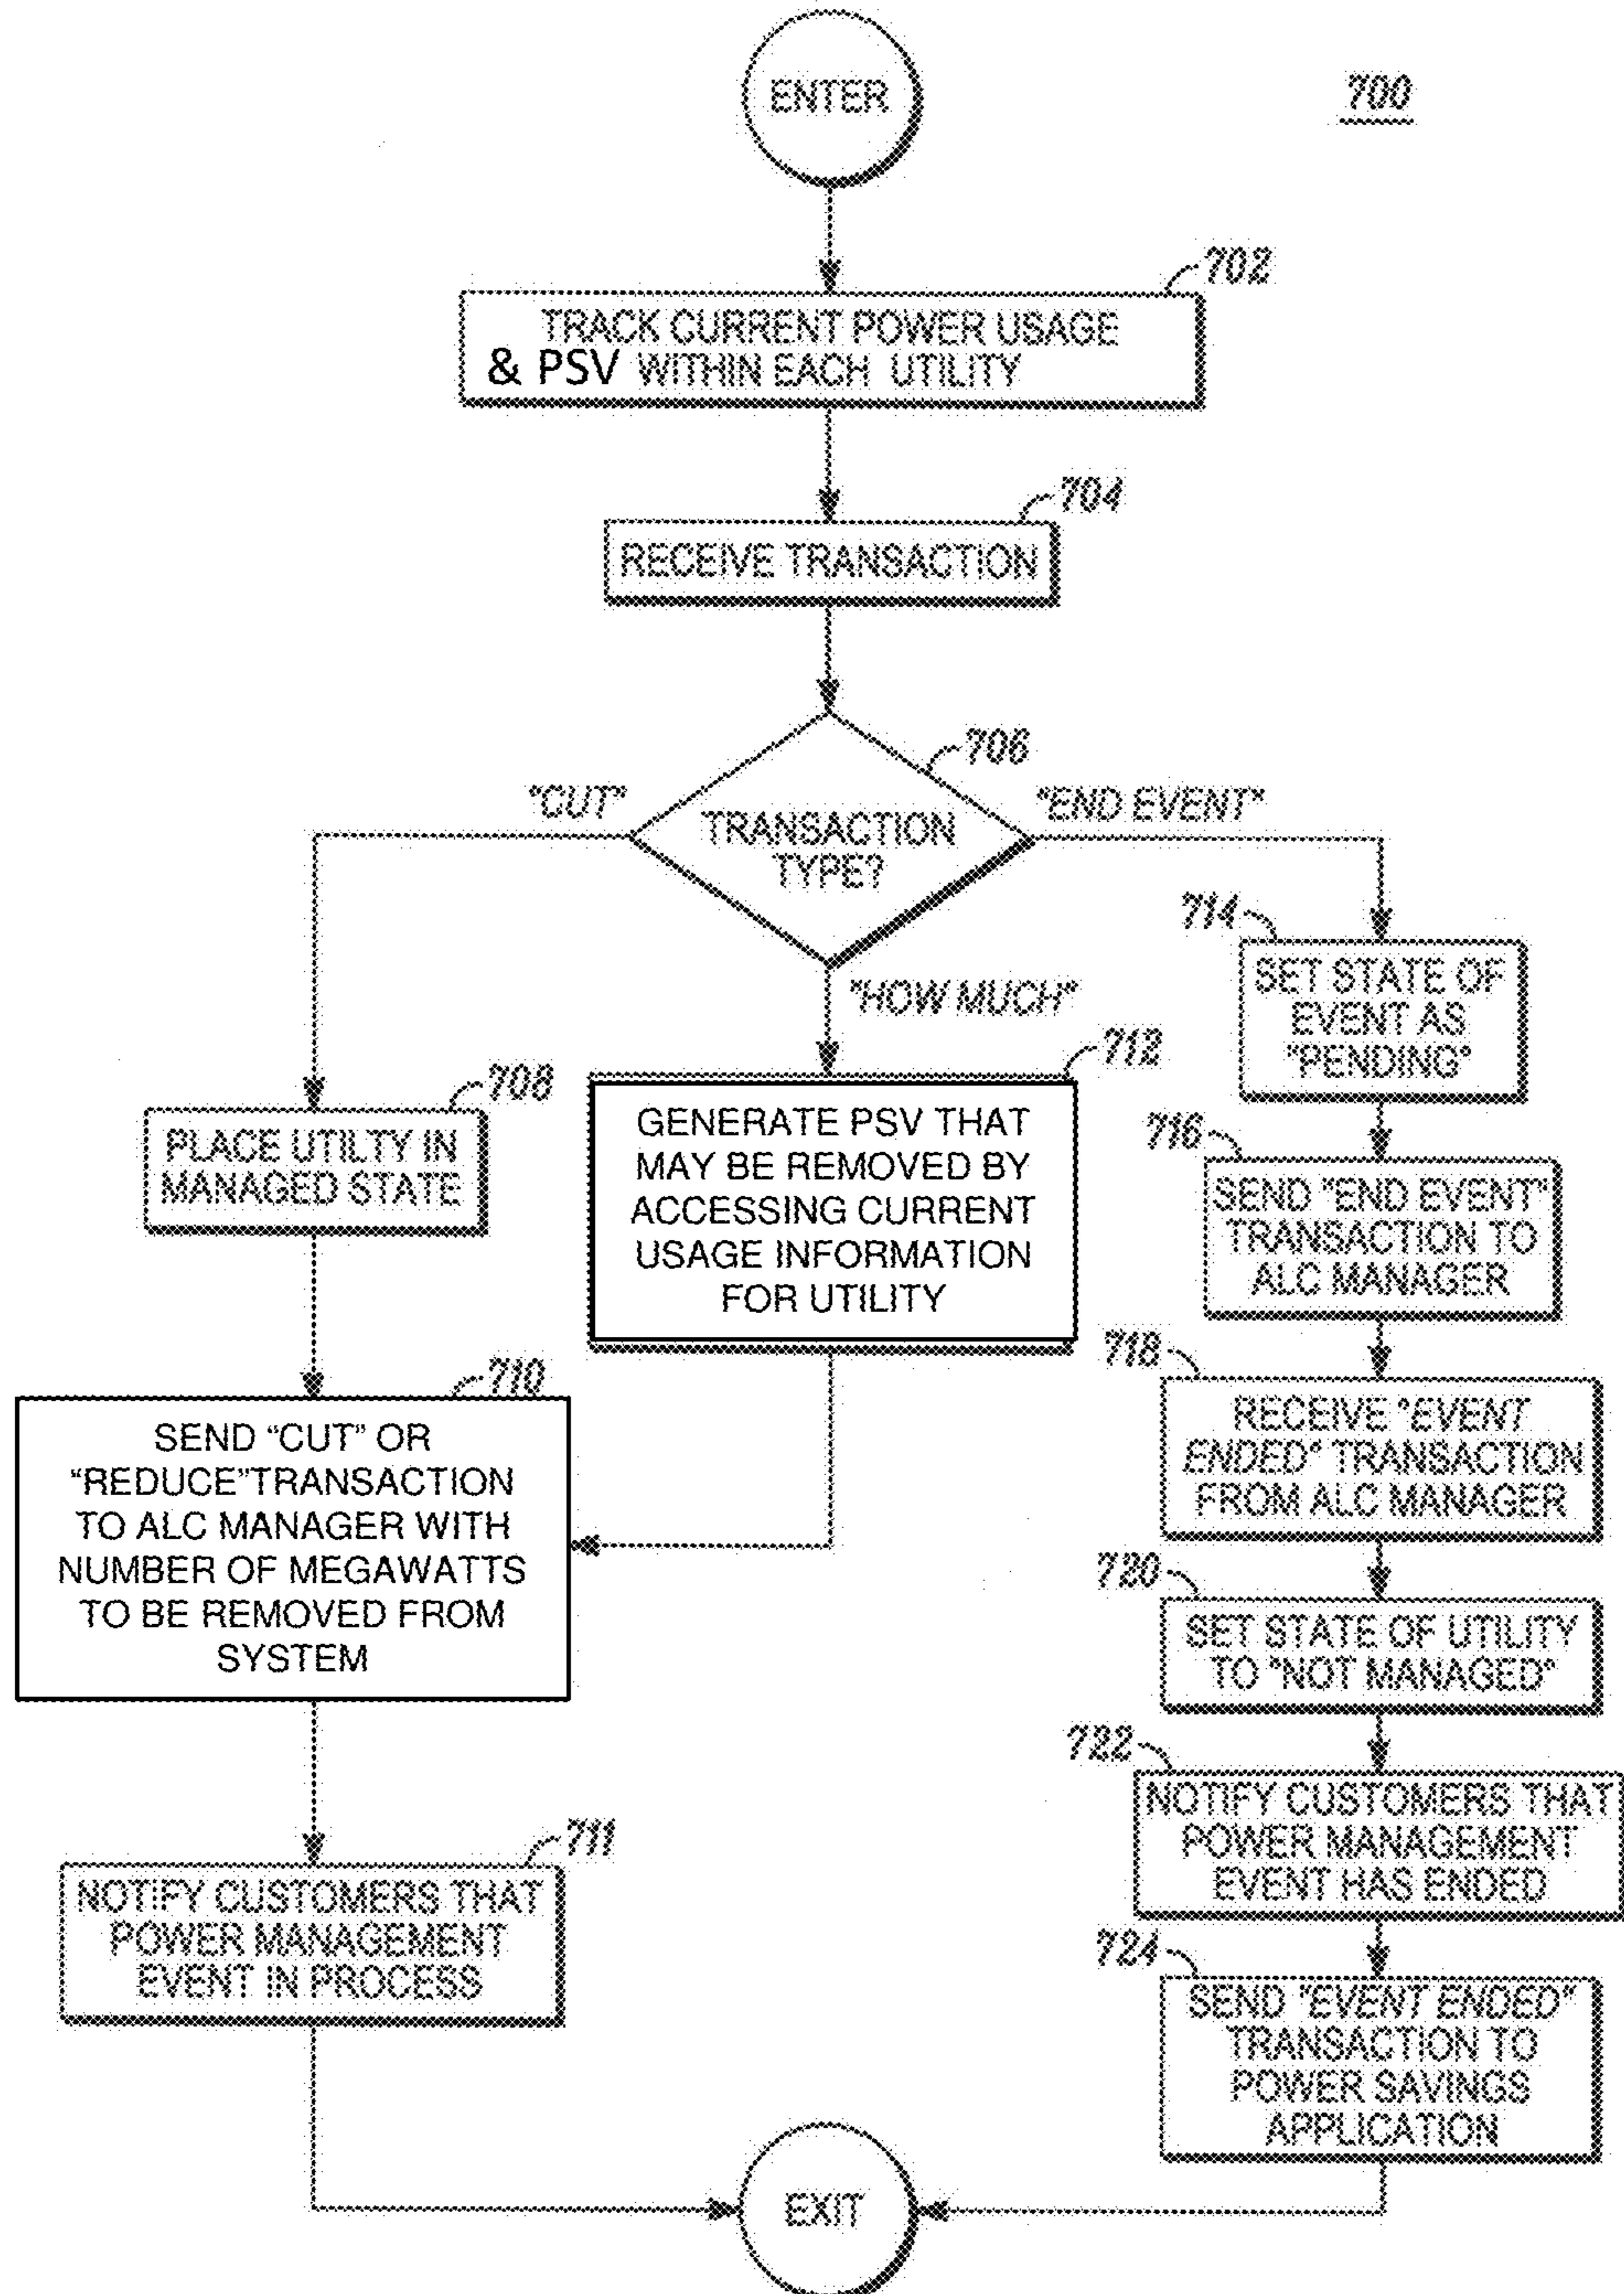 ENTER
700
702
TRACK CURRENT POWER USAGE
& PSV WITHIN EACH UTILITY
704
RECEIVE TRANSACTION
706
TRANSACTION
TYPE?
"CUT"
"END EVENT"
"HOW MUCH"
708
PLACE UTILTY IN
MANAGED STATE
710
SEND “CUT” OR
“REDUCE”TRANSACTION
TO ALC MANAGER WITH
NUMBER OF MEGAWATTS
TO BE REMOVED FROM
SYSTEM
711
NOTIFY CUSTOMERS THAT
POWER MANAGEMENT
EVENT IN PROCESS
712
GENERATE PSV THAT
MAY BE REMOVED BY
ACCESSING CURRENT
USAGE INFORMATION
FOR UTILITY
714
SET STATE OF
EVENT AS
"PENDING"
716
SEND "END EVENT"
TRANSACTION TO
ALC MANAGER
718
RECEIVE "EVENT
ENDED" TRANSACTION
FROM ALC MANAGER
720
SET STATE OF UTILITY
TO "NOT MANAGED"
722
NOTIFY CUSTOMERS THAT
POWER MANAGEMENT
EVENT HAS ENDED
724
SEND "EVENT ENDED"
TRANSACTION TO
POWER SAVINGS
APPLICATION
EXIT